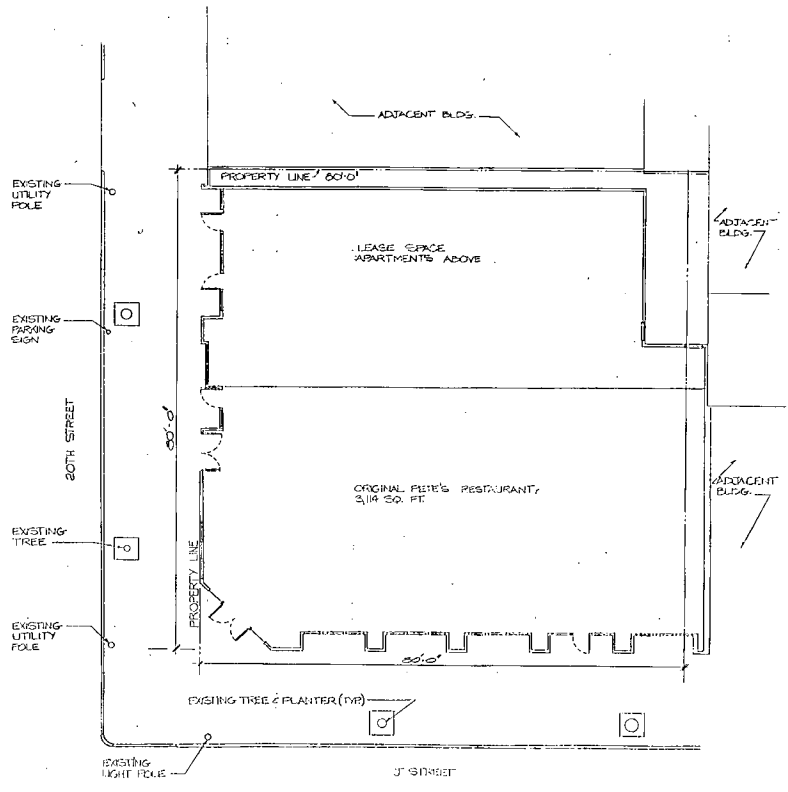 ADJACENT BLDG.
PROPERTY LINE 80'-0"
EXISTING
UTILITY
POLE
ADJACENT
BLDG.
LEASE SPACE
APARTMENTS ABOVE
EXISTING
PARKING
SIGN
20TH STREET
80'-0"
ORIGINAL PETE'S RESTAURANT
3,114 SQ. FT.
ADJACENT
BLDG.
EXISTING
TREE
PROPERTY LINE
EXISTING
UTILITY
POLE
80'-0"
EXISTING TREE & PLANTER (TYP)
EXISTING
LIGHT POLE
J STREET